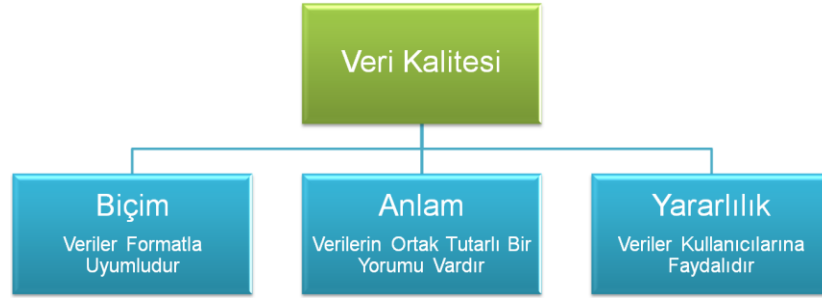 Veri Kalitesi
Biçim
Veriler Formatla
Uyumludur
Anlam
Verilerin Ortak Tutarlı Bir
Yorumu Vardır
Yararlılık
Veriler Kullanıcılarına
Faydalıdır